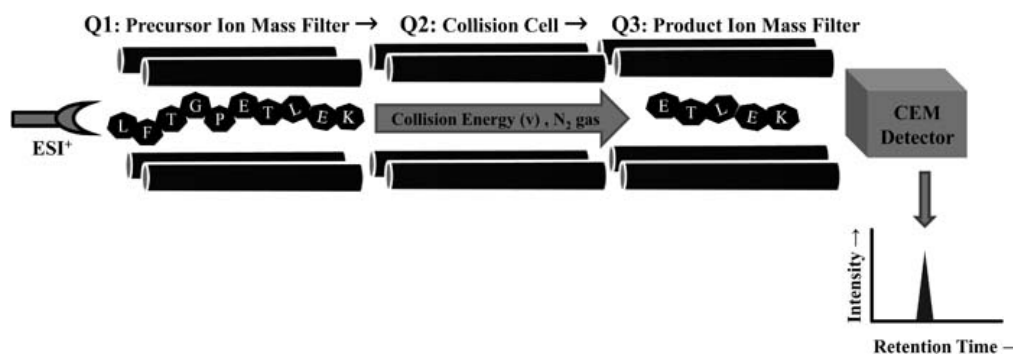 Q1: Precursor Ion Mass Filter → Q2: Collision Cell → Q3: Product Ion Mass Filter
ESI+
L F T G P E T L E K
Collision Energy (v) , N₂ gas
E T L E K
CEM
Detector
Intensity →
Retention Time →